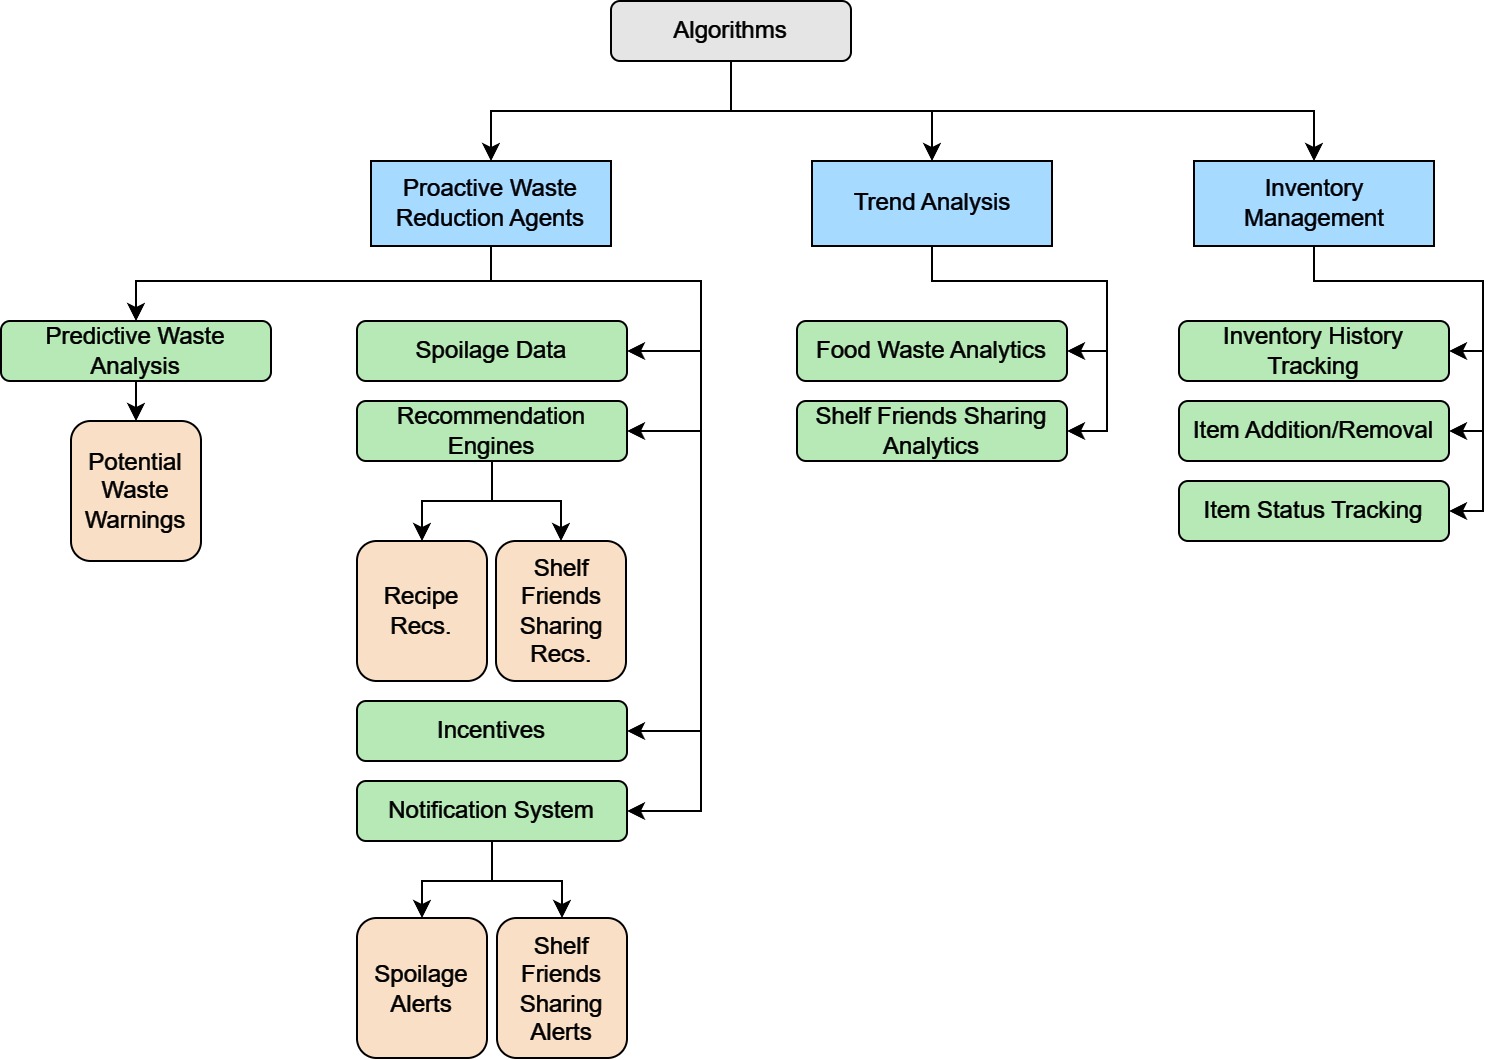 Algorithms
Proactive Waste
Reduction Agents
Trend Analysis
Inventory
Management
Predictive Waste
Analysis
Potential
Waste
Warnings
Spoilage Data
Recommendation
Engines
Recipe
Recs.
Shelf
Friends
Sharing
Recs.
Incentives
Notification System
Spoilage
Alerts
Shelf
Friends
Sharing
Alerts
Food Waste Analytics
Shelf Friends Sharing
Analytics
Inventory History
Tracking
Item Addition/Removal
Item Status Tracking